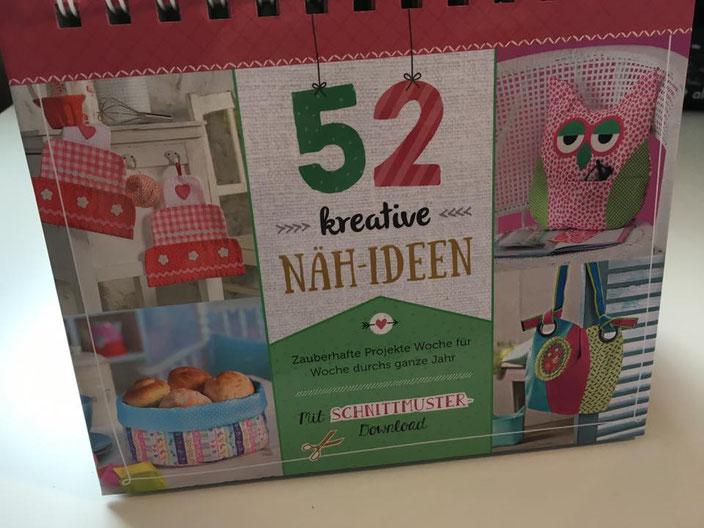 52
kreative
NÄH-IDEEN
Zauberhafte Projekte Woche für
Woche durchs ganze Jahr
Mit SCHNITTMUSTER-
Download